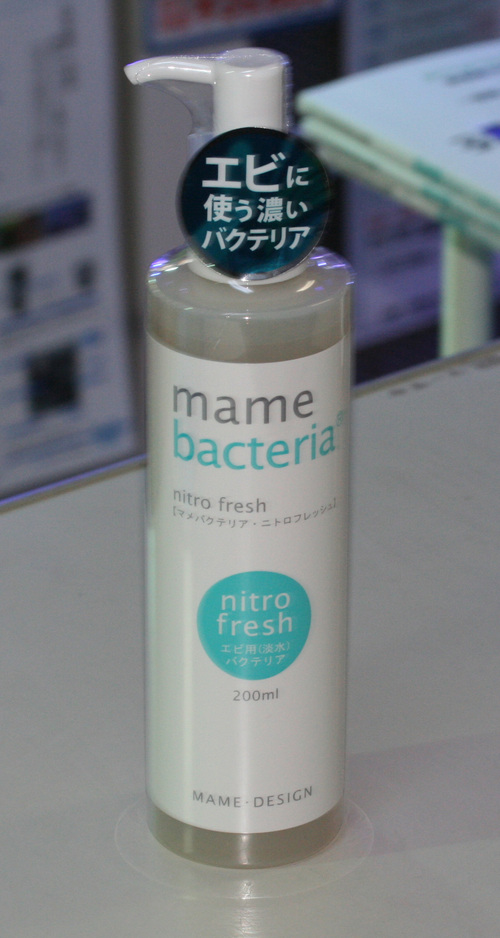 エビに
使う濃い
バクテリア
mame
bacteria
nitro fresh
【マメバクテリア・ニトロフレッシュ】
nitro
fresh
エビ用(淡水)
バクテリア
200ml
MAME·DESIGN